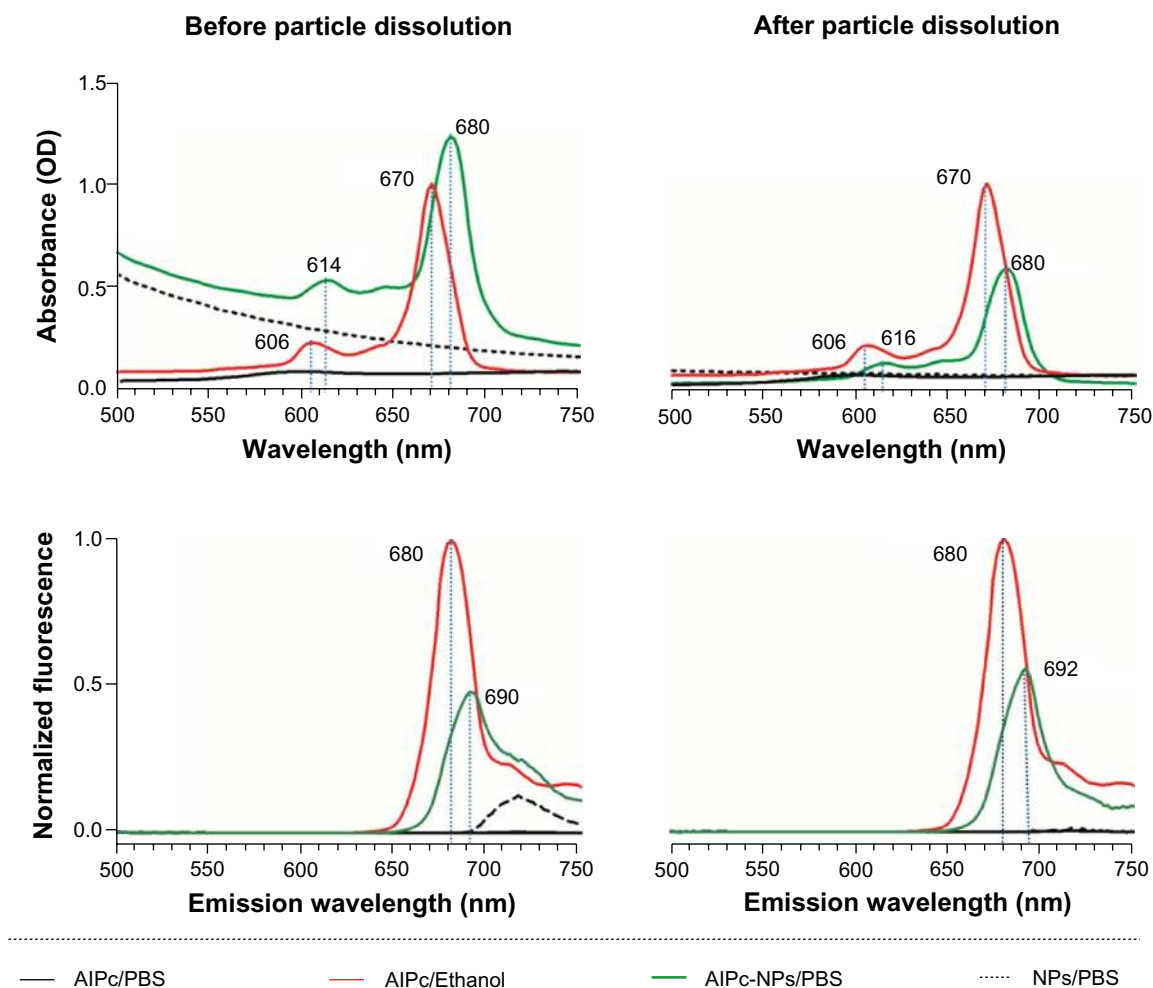 Before particle dissolution
After particle dissolution
Absorbance (OD)
1.5
1.0
0.5
0.0
680
670
614
606
500 550 600 650 700 750
Wavelength (nm)
670
680
606
616
500 550 600 650 700 750
Wavelength (nm)
Normalized fluorescence
1.0
0.5
0.0
680
690
500 550 600 650 700 750
Emission wavelength (nm)
680
692
500 550 600 650 700 750
Emission wavelength (nm)
AlPc/PBS
AlPc/Ethanol
AlPc-NPs/PBS
NPs/PBS